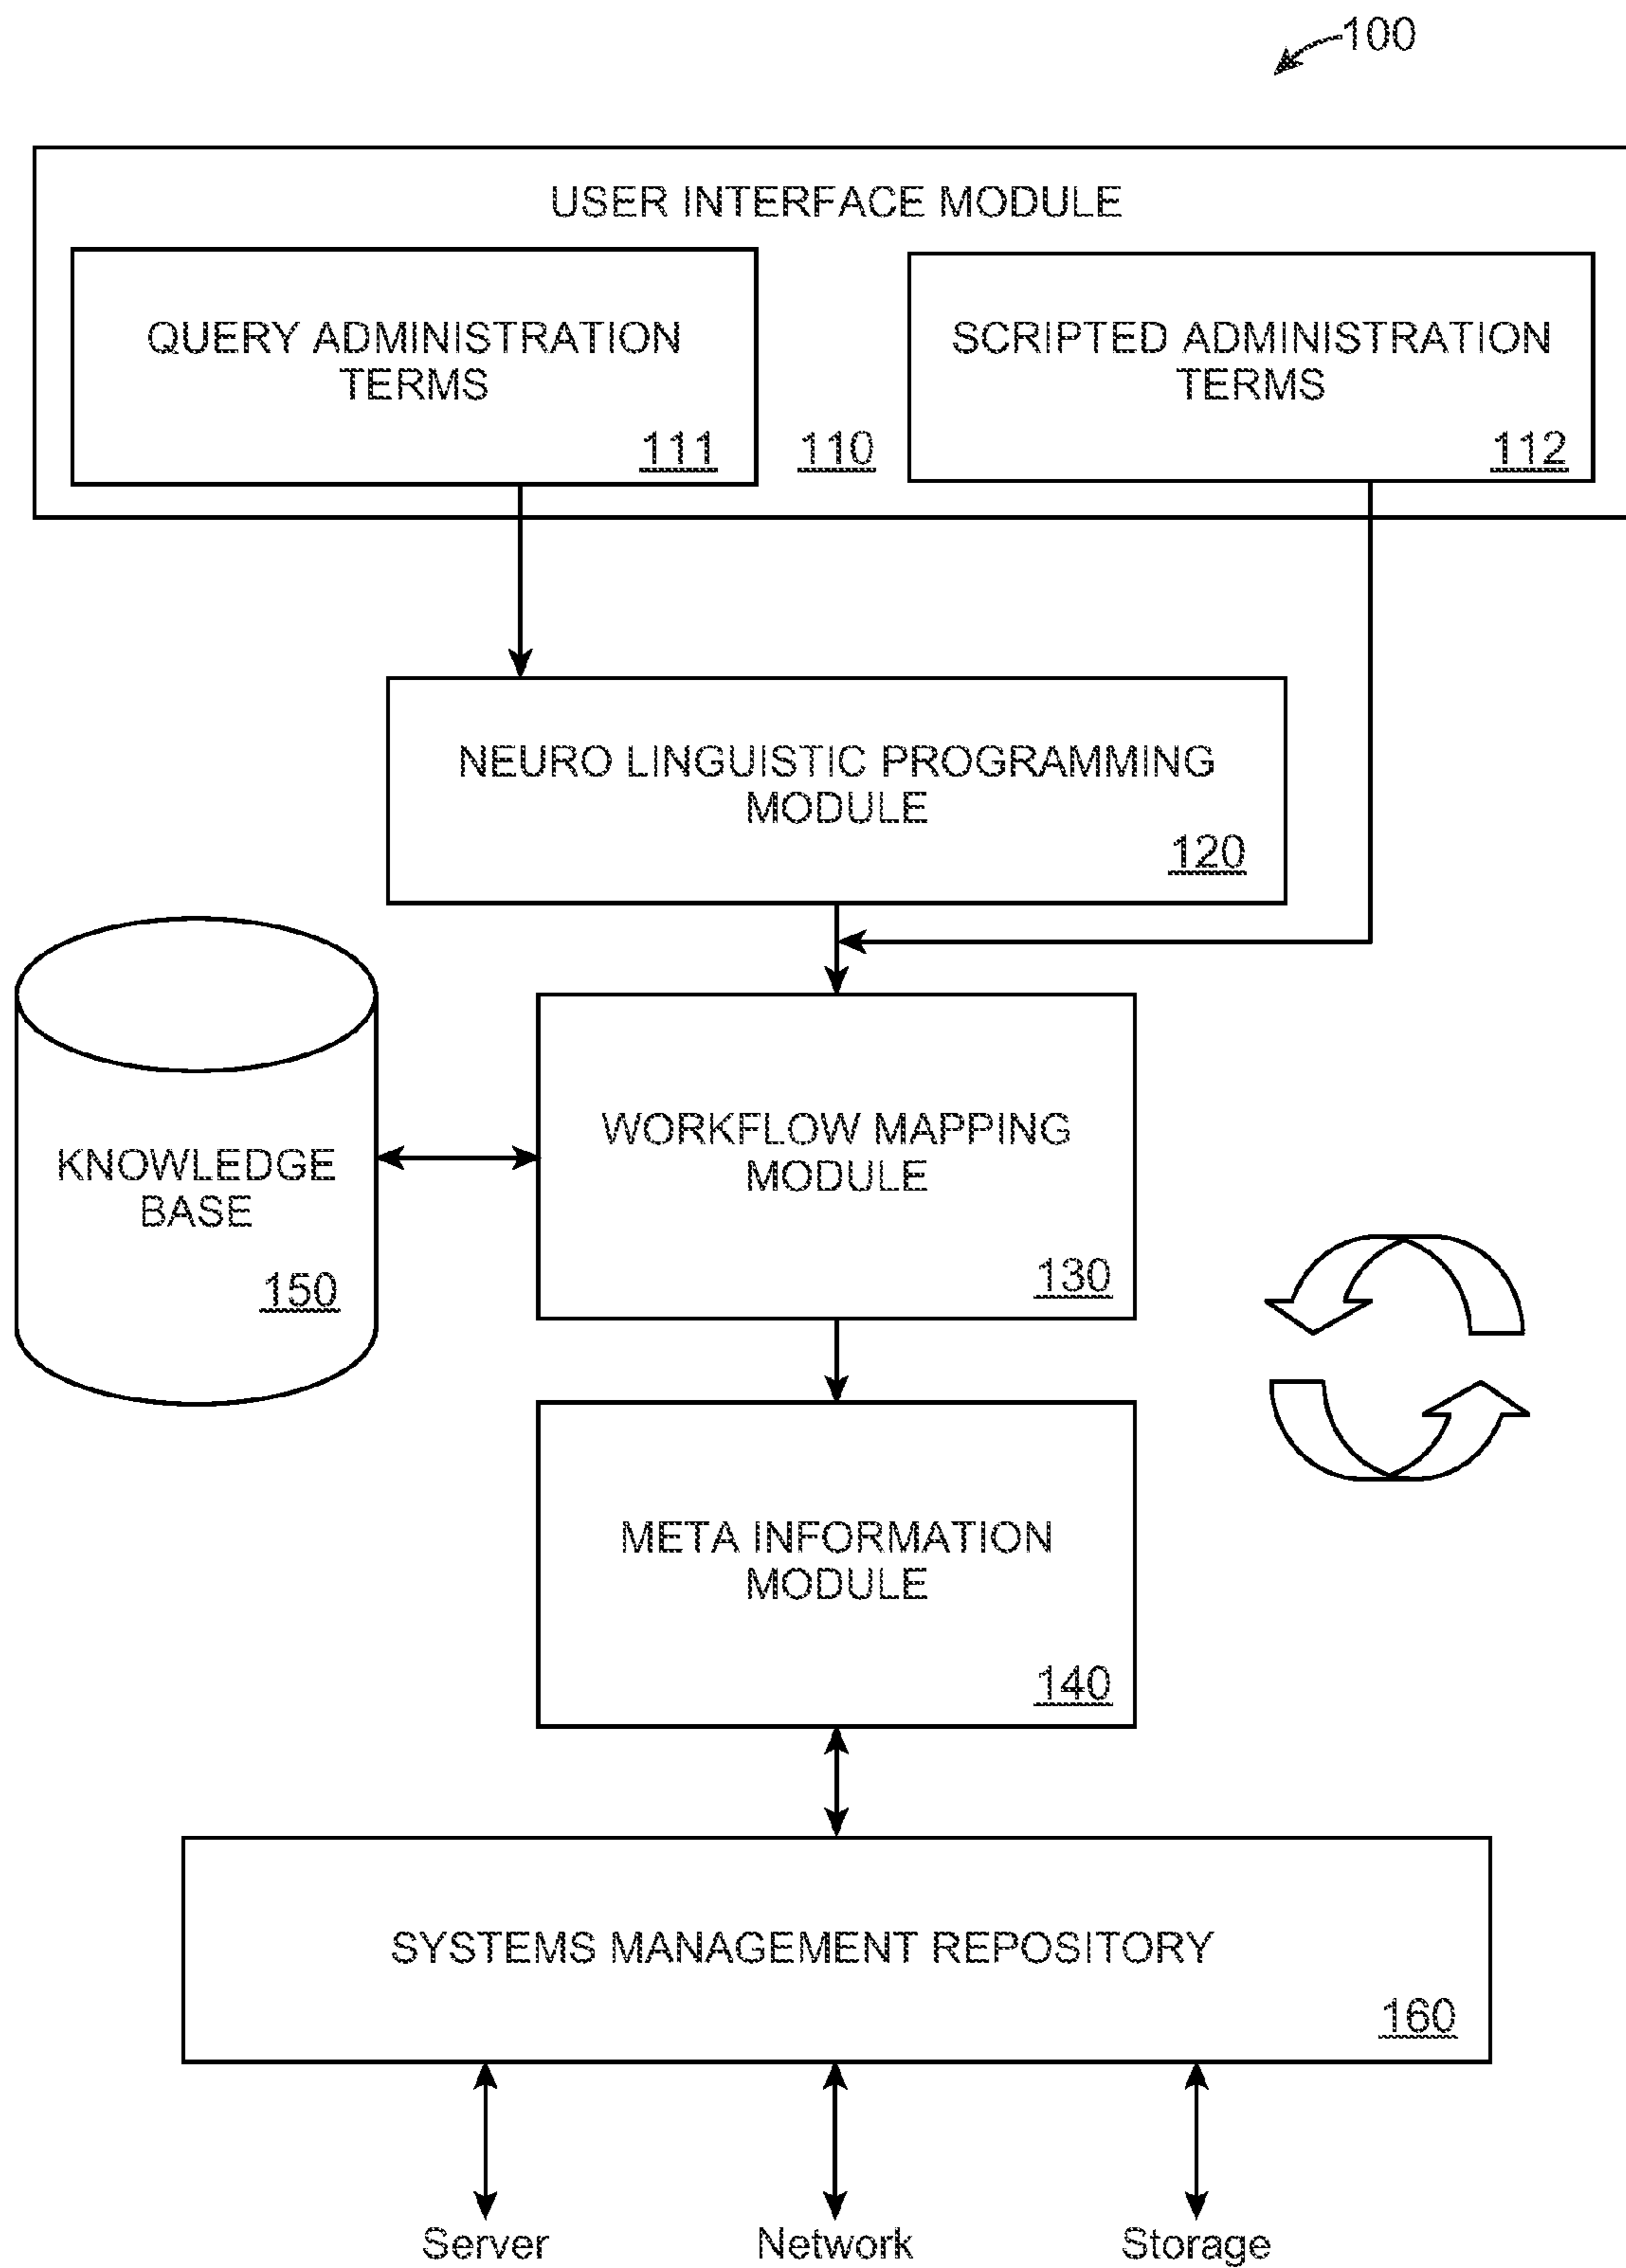 100
USER INTERFACE MODULE
QUERY ADMINISTRATION
TERMS
111
110
SCRIPTED ADMINISTRATION
TERMS
112
NEURO LINGUISTIC PROGRAMMING
MODULE
120
KNOWLEDGE
BASE
150
WORKFLOW MAPPING
MODULE
130
META INFORMATION
MODULE
140
SYSTEMS MANAGEMENT REPOSITORY
160
Server
Network
Storage